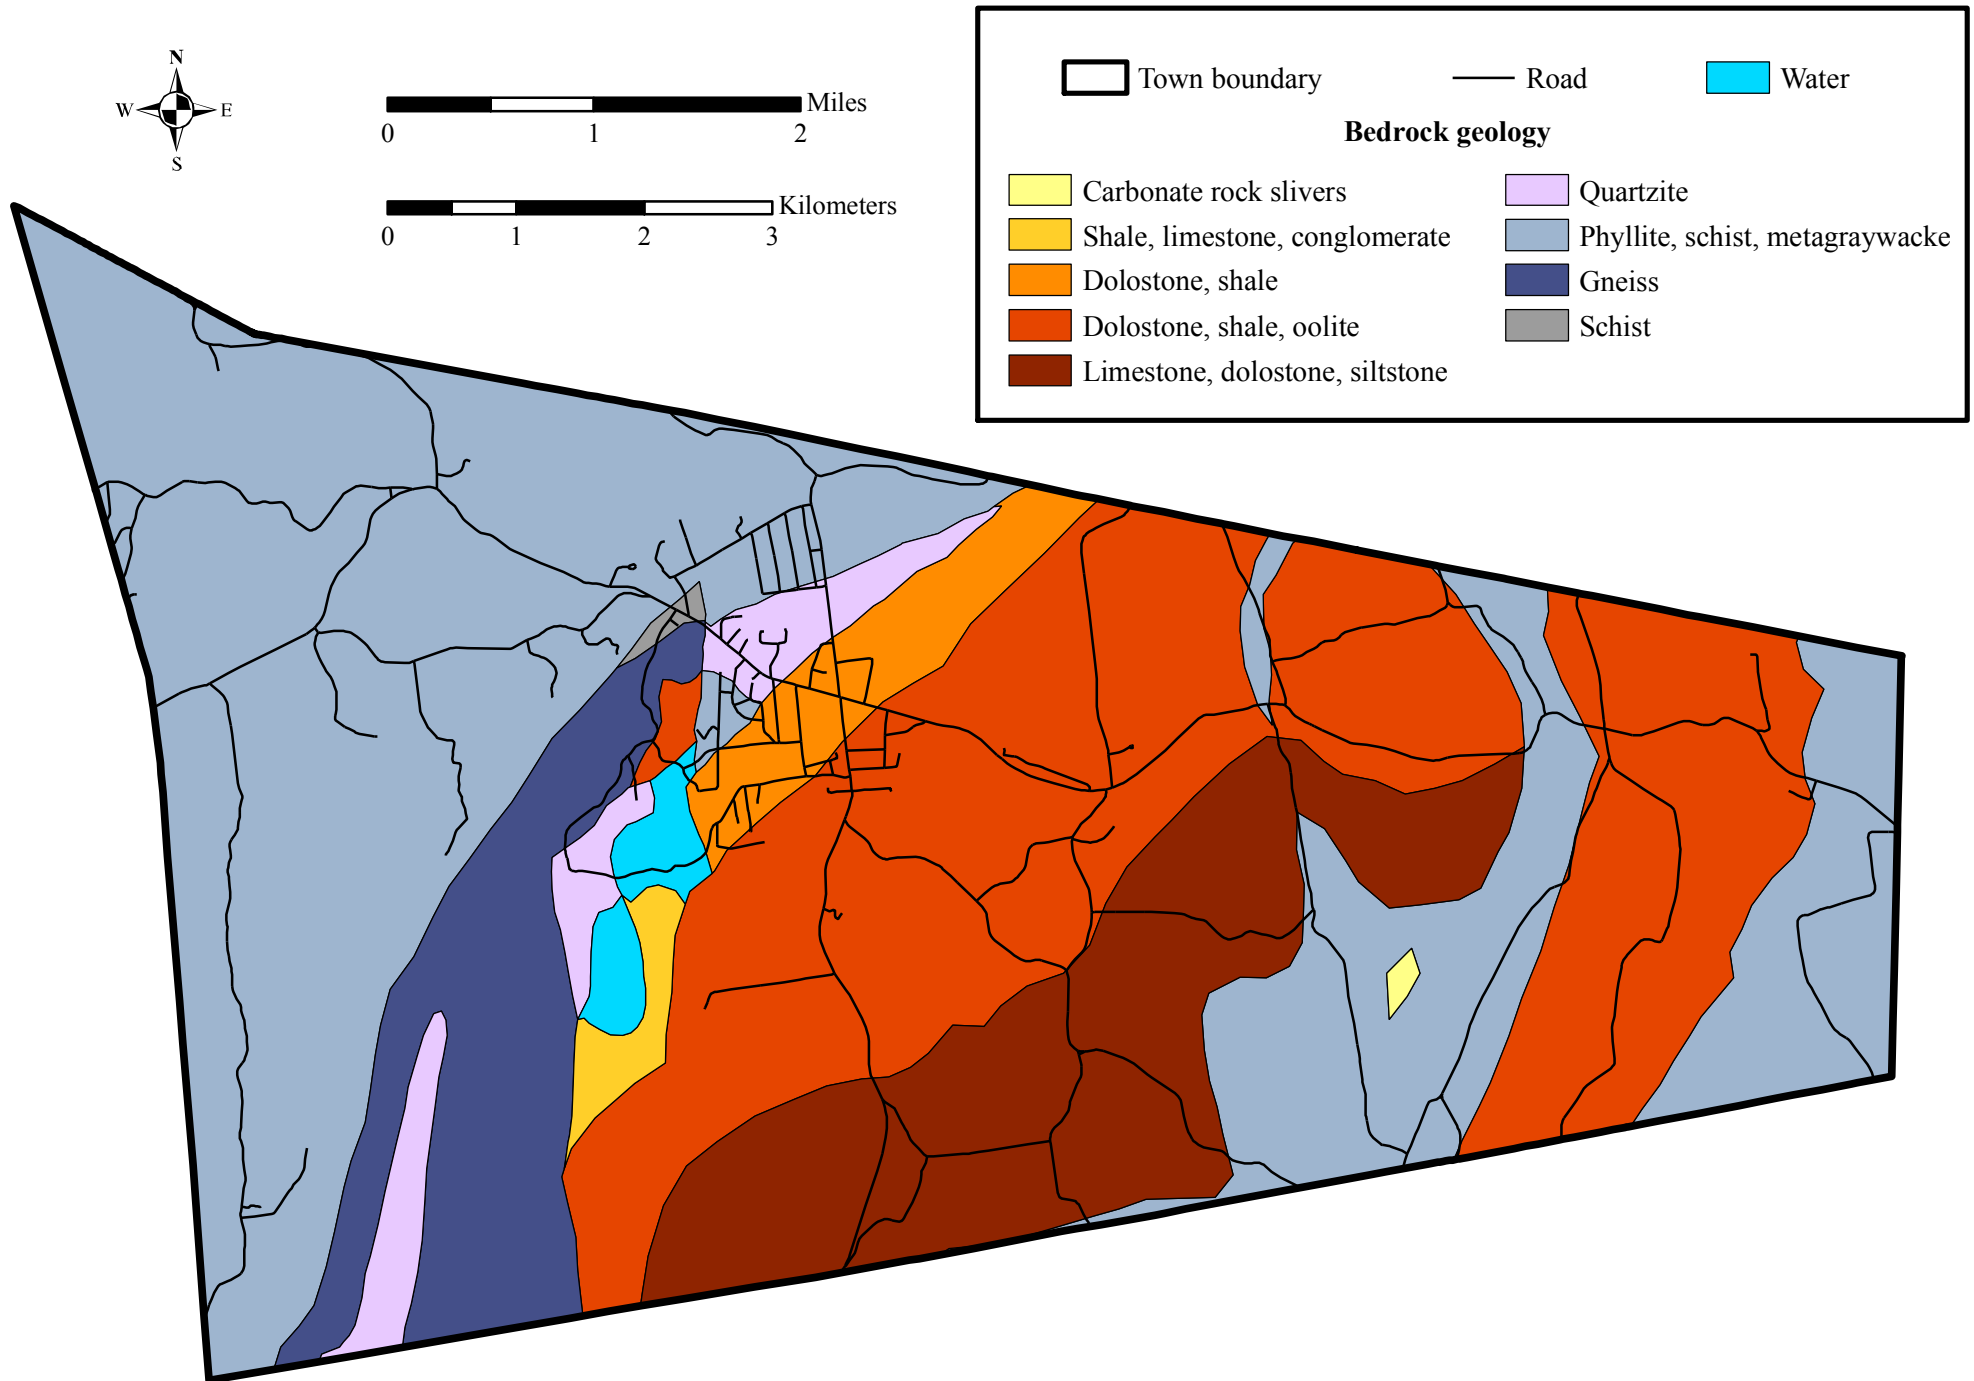 N
W E
S
Miles
0 1 2
Kilometers
0 1 2 3
Town boundary Road Water
Bedrock geology
Carbonate rock slivers
Shale, limestone, conglomerate
Dolostone, shale
Dolostone, shale, oolite
Limestone, dolostone, siltstone
Quartzite
Phyllite, schist, metagraywacke
Gneiss
Schist